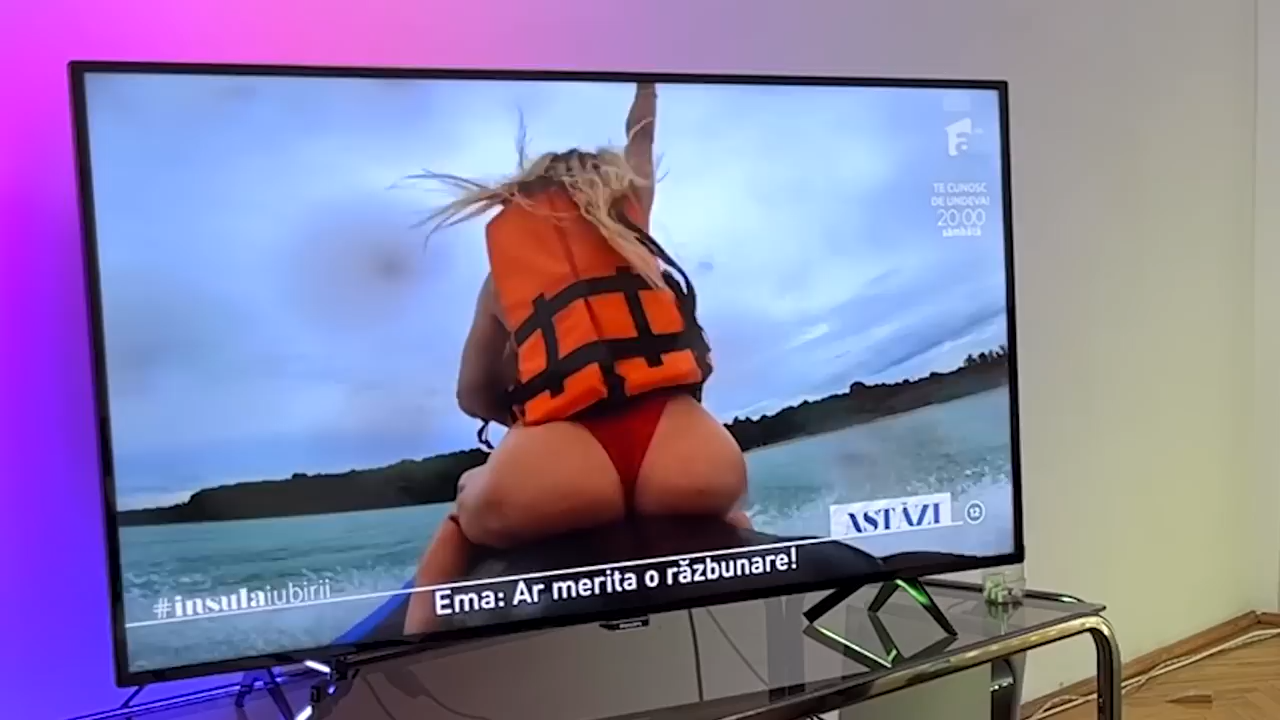 a
TE CUNOSC
DE UNDEVA!
20:00
sâmbătă
ASTĂZI
12
#insulaiubirii
Ema: Ar merita o răzbunare!
PHILIPS